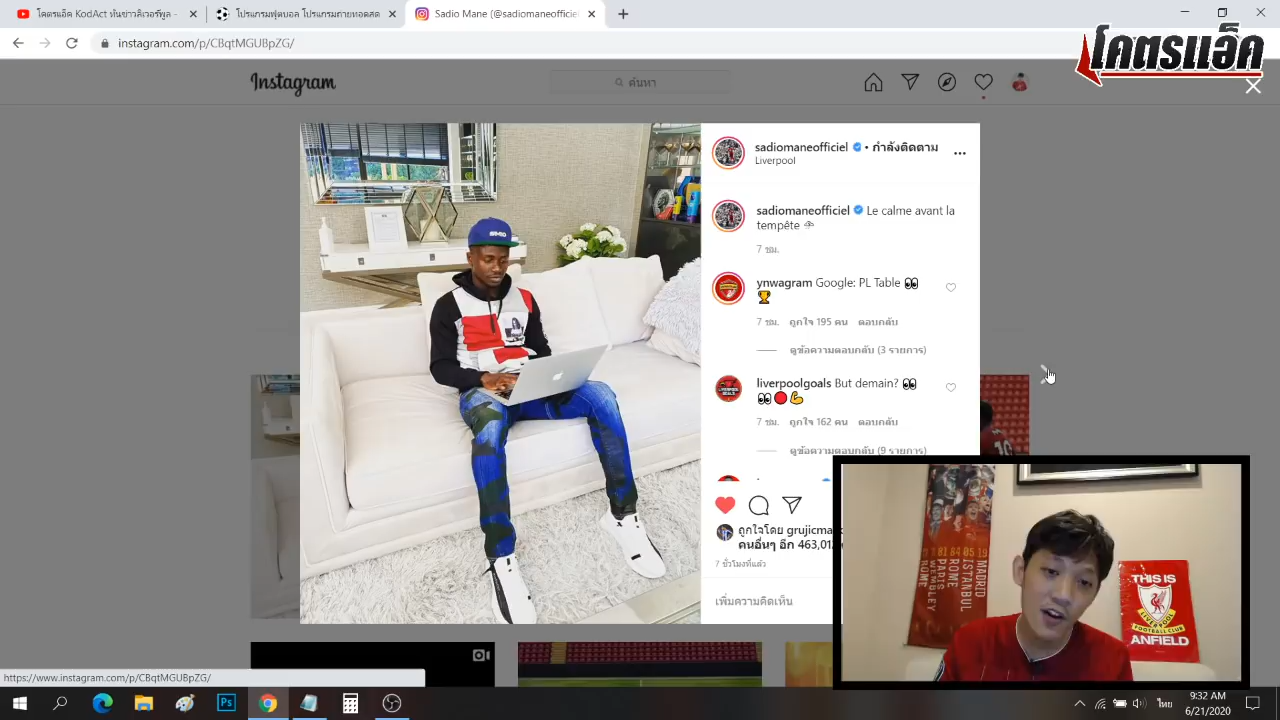 โคตรแอ็ค KodAct ทันข่าวลิเวอร์พูล -
โปรแกรมฟุตบอล โปรแกรมถ่ายทอดสด
Sadio Mane (@sadiomaneofficiel
instagram.com/p/CBqtMGUBpZG/
โคตรแอ็ค
Instagram
ค้นหา
sadiomaneofficiel • กำลังติดตาม
Liverpool
sadiomaneofficiel Le calme avant la
tempête ⛈
7 ชม.
ynwagram Google: PL Table 👀
🏆
7 ชม. ถูกใจ 195 คน ตอบกลับ
ดูข้อความตอบกลับ (3 รายการ)
liverpoolgoals But demain? 👀
👀🔴💪
7 ชม. ถูกใจ 162 คน ตอบกลับ
ดูข้อความตอบกลับ (9 รายการ)
ถูกใจโดย
คนอื่นๆ อีก
7 ชั่วโมงที่แล้ว
เพิ่มความคิดเห็น
MADRID
ISTANBUL
ROME
PARIS
WEMBLEY
ROME
THIS IS
LIVERPOOL
FOOTBALL CLUB
ANFIELD
https://www.instagram.com/p/CBqtMGUBpZG/
Ps
ไทย
9:32 AM
6/21/2020